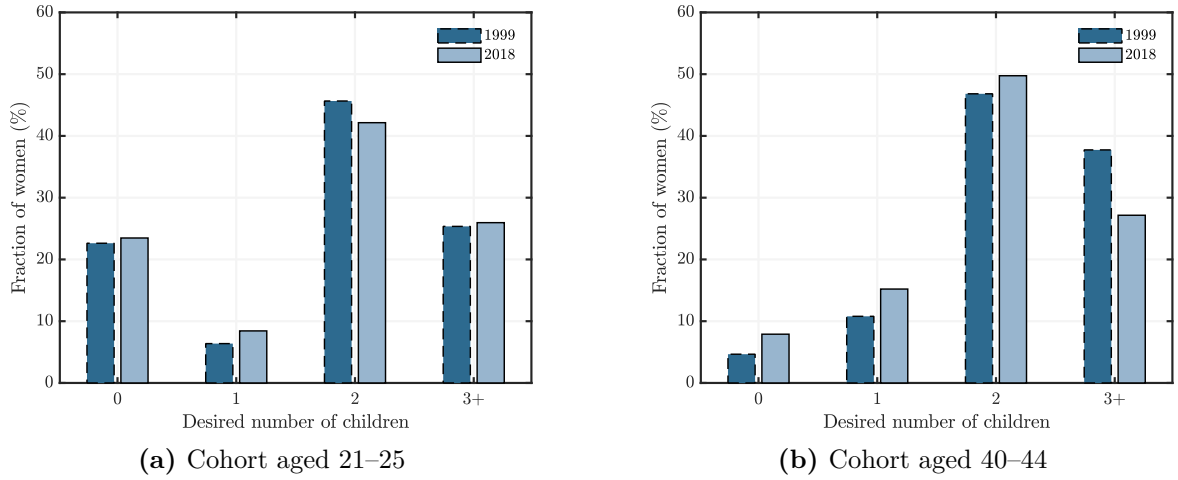 60
50
40
30
20
10
0
Fraction of women (%)
1999
2018
0 1 2 3+
Desired number of children
(a) Cohort aged 21–25
60
50
40
30
20
10
0
Fraction of women (%)
1999
2018
0 1 2 3+
Desired number of children
(b) Cohort aged 40–44